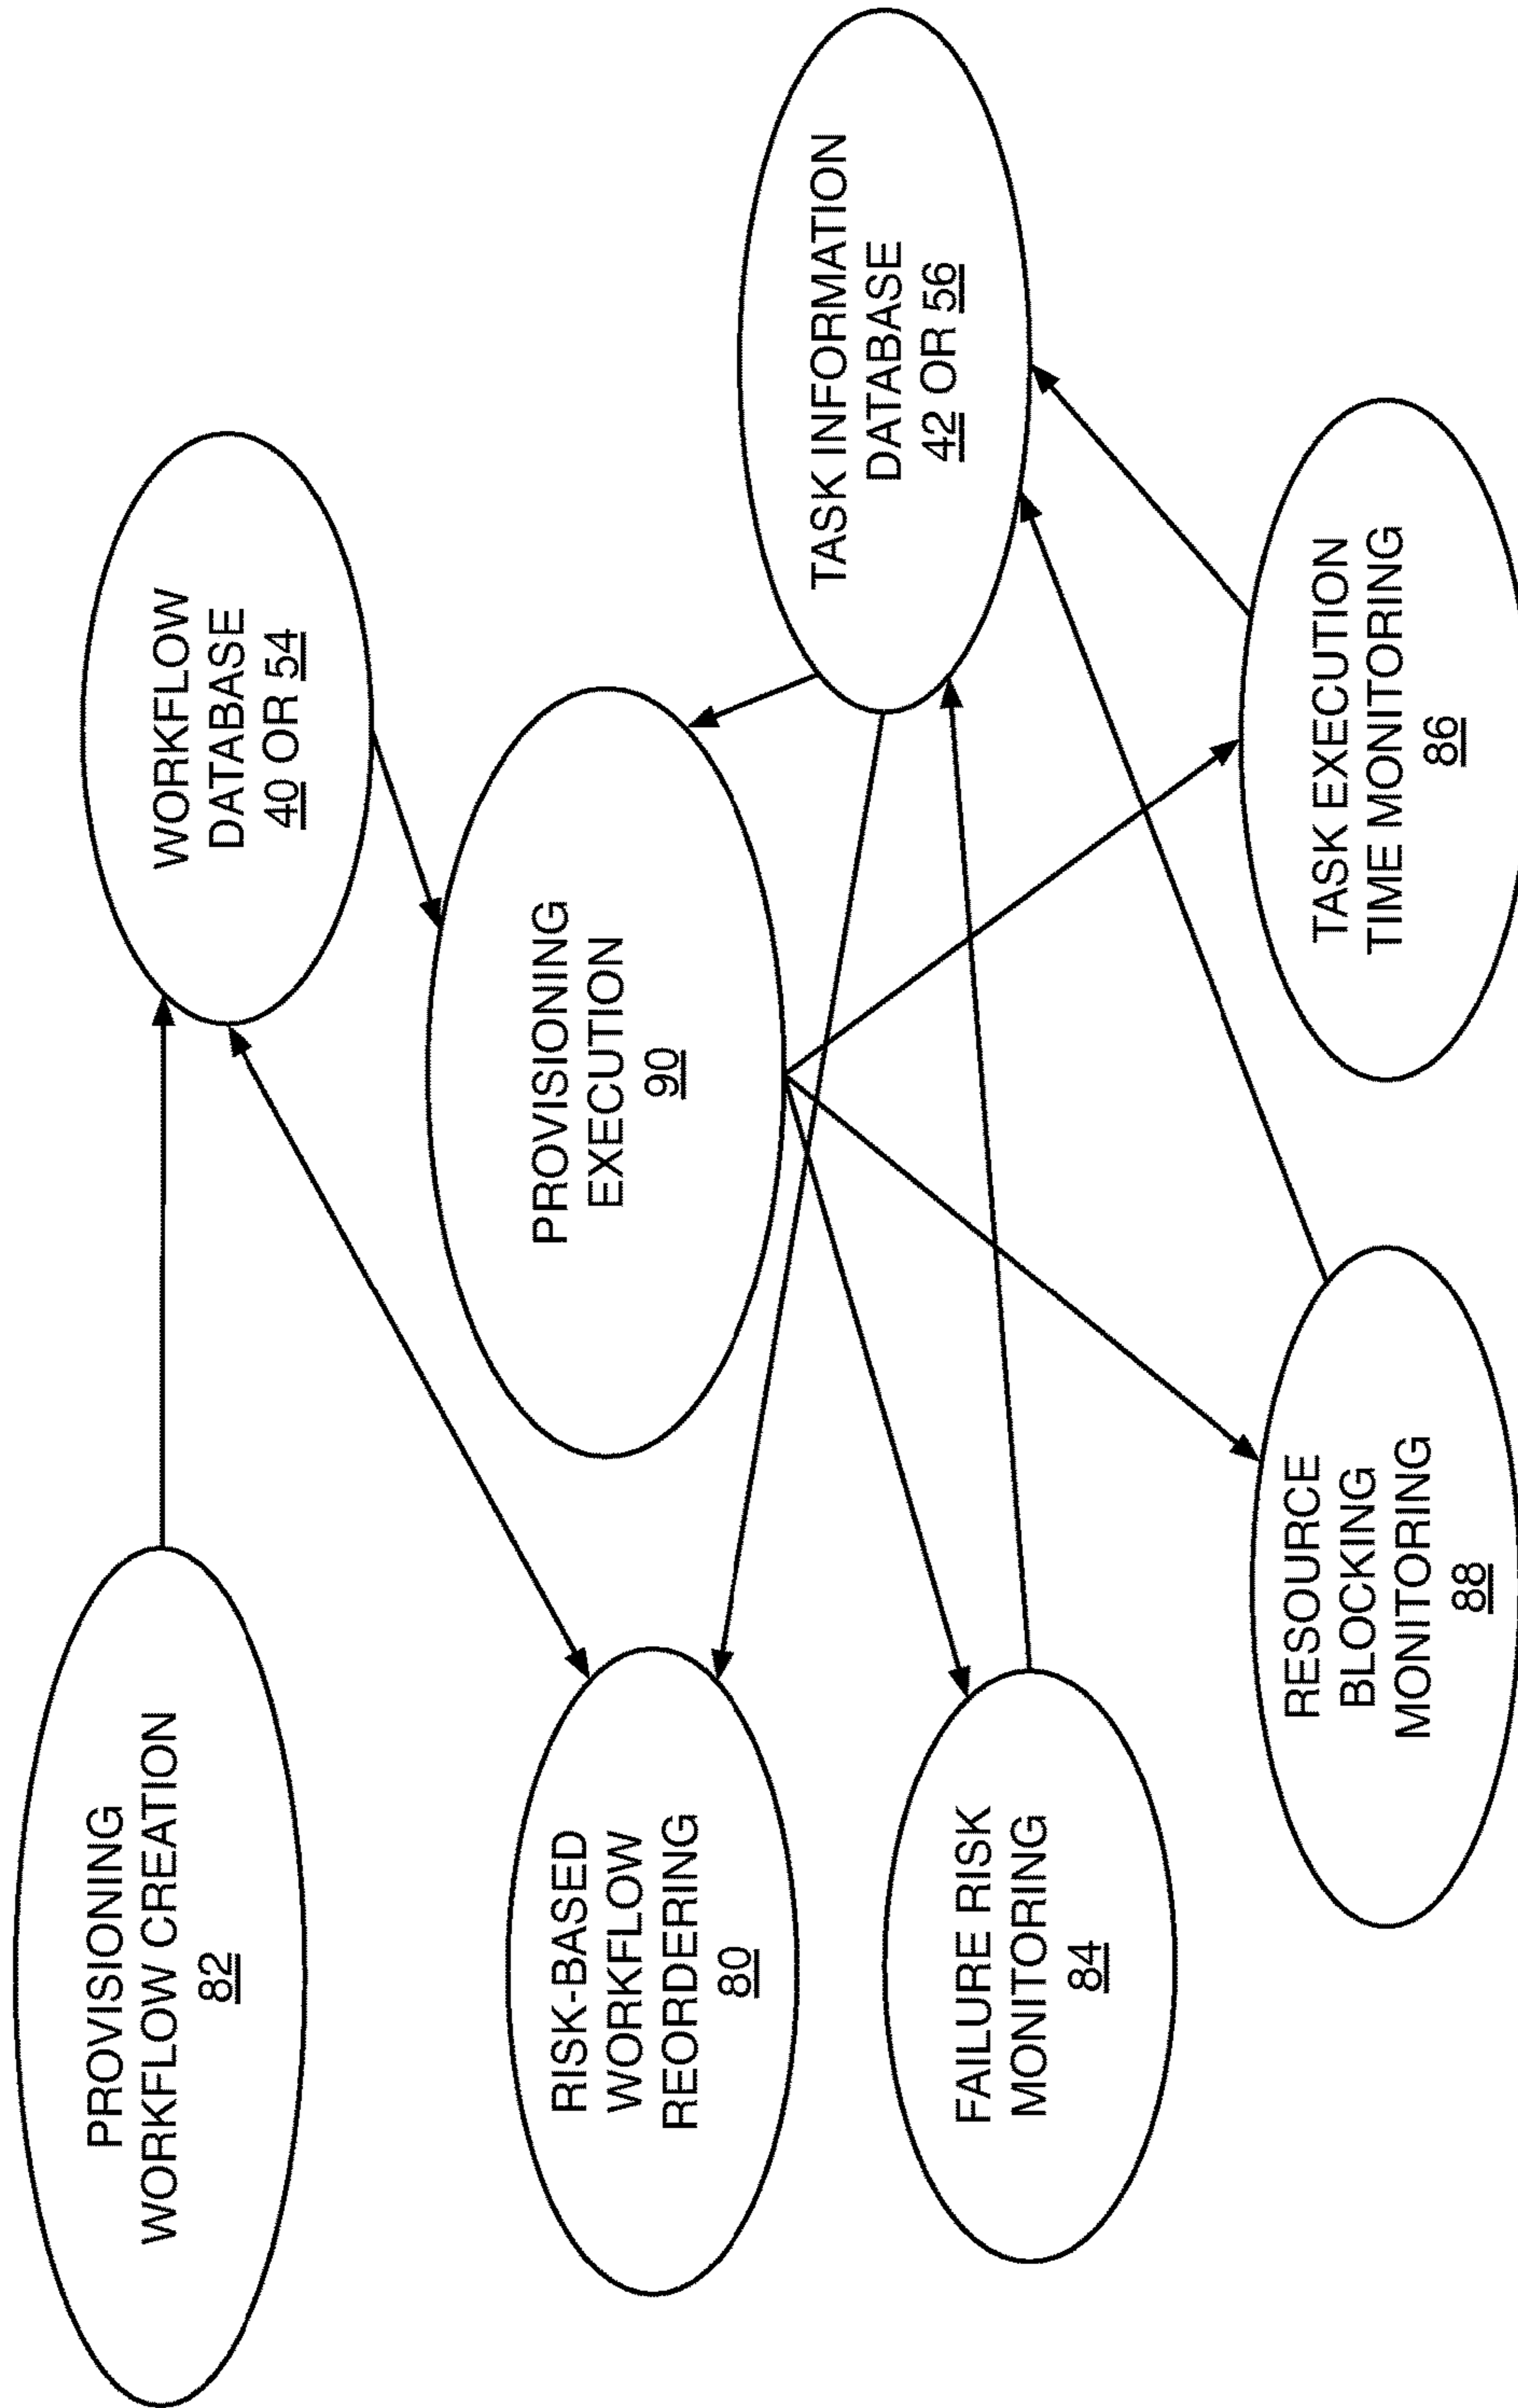 PROVISIONING
WORKFLOW CREATION
82
WORKFLOW
DATABASE
40 OR 54
RISK-BASED
WORKFLOW
REORDERING
80
PROVISIONING
EXECUTION
90
TASK INFORMATION
DATABASE
42 OR 56
FAILURE RISK
MONITORING
84
RESOURCE
BLOCKING
MONITORING
88
TASK EXECUTION
TIME MONITORING
86